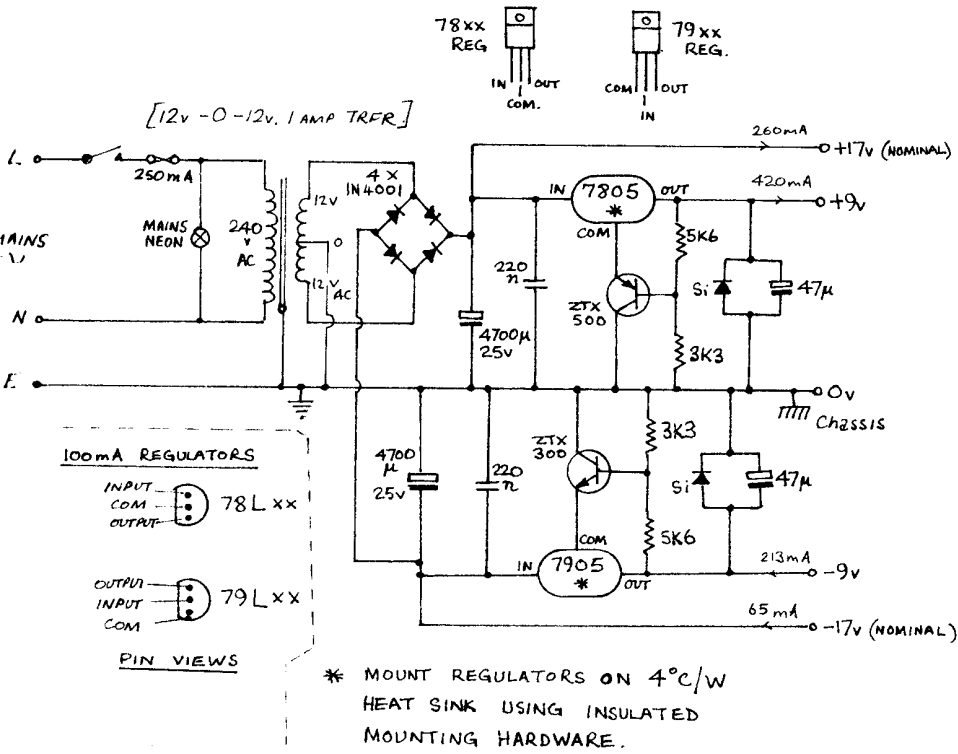 78xx
REG
IN OUT
COM.
79xx
REG.
COM OUT
IN
[12v -0 -12v. 1 AMP TRFR]
L
250mA
MAINS
NEON
240
v
AC
12v
0
12v AC
4 x
IN4001
MAINS
N
E
260mA
+17v (NOMINAL)
IN 7805 OUT
*
COM
420mA
+9v
220
n
5K6
ZTX
500
3K3
Si
47μ
4700μ
25v
0v
Chassis
4700
μ
25v
220
n
ZTX
300
3K3
5K6
Si
47μ
COM
IN 7905 OUT
*
213mA
-9v
65mA
-17v (NOMINAL)
100mA REGULATORS
INPUT
COM
OUTPUT
78Lxx
OUTPUT
INPUT
COM
79Lxx
PIN VIEWS
* MOUNT REGULATORS ON 4°C/W
HEAT SINK USING INSULATED
MOUNTING HARDWARE.